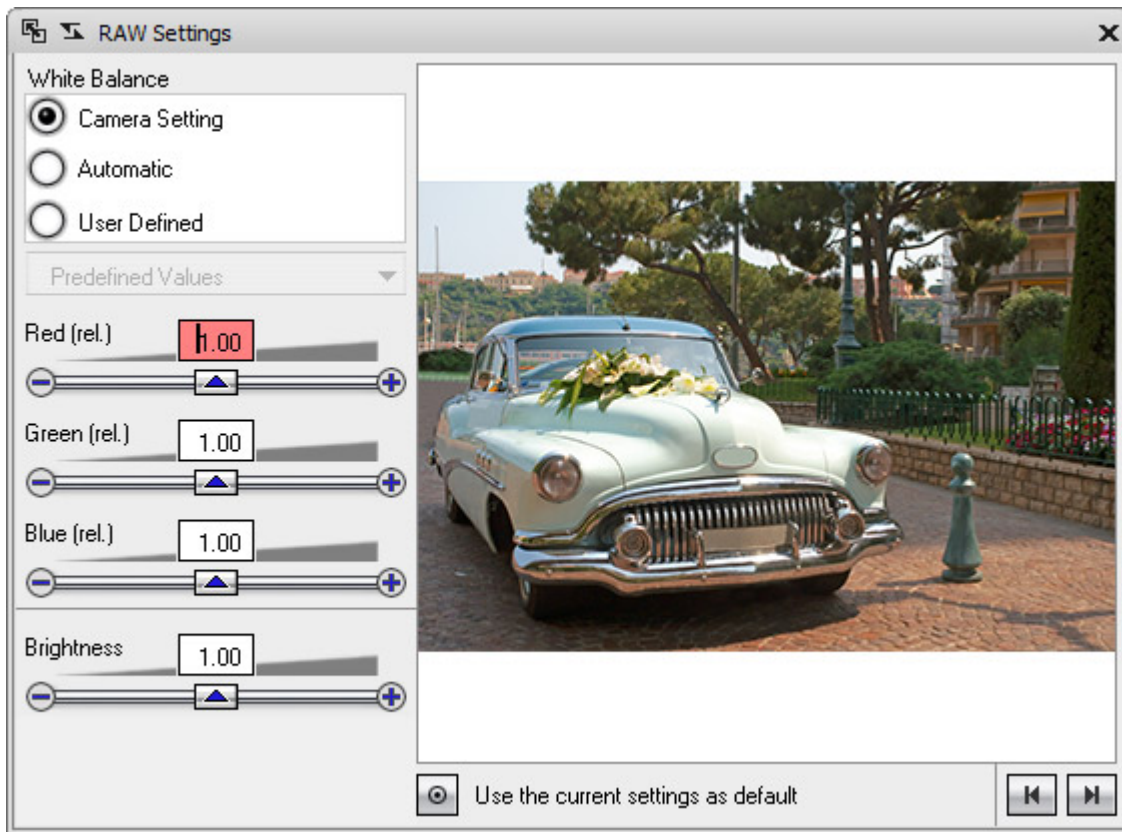 RAW Settings
White Balance
Camera Setting
Automatic
User Defined
Predefined Values
Red (rel.)
1.00
Green (rel.)
1.00
Blue (rel.)
1.00
Brightness
1.00
Use the current settings as default